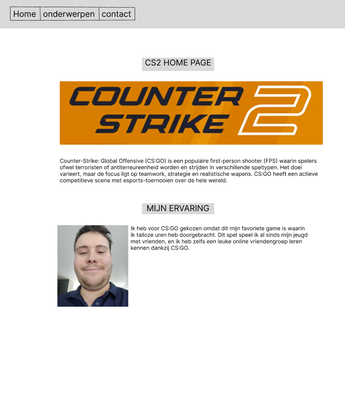 Home onderwerpen contact
CS2 HOME PAGE
COUNTER
STRIKE 2
Counter-Strike: Global Offensive (CS:GO) is een populaire first-person shooter (FPS) waarin spelers
ofwel terroristen of antiterreureenheid worden en strijden in verschillende speltypen. Het doel
varieert, maar de focus ligt op teamwork, strategie en realistische wapens. CS:GO heeft een actieve
competitieve scene met esports-toernooien over de hele wereld.
MIJN ERVARING
Ik heb voor CS:GO gekozen omdat dit mijn favoriete game is waarin
ik talloze uren heb doorgebracht. Dit spel speel ik al sinds mijn jeugd
met vrienden, en ik heb zelfs een leuke online vriendengroep leren
kennen dankzij CS:GO.